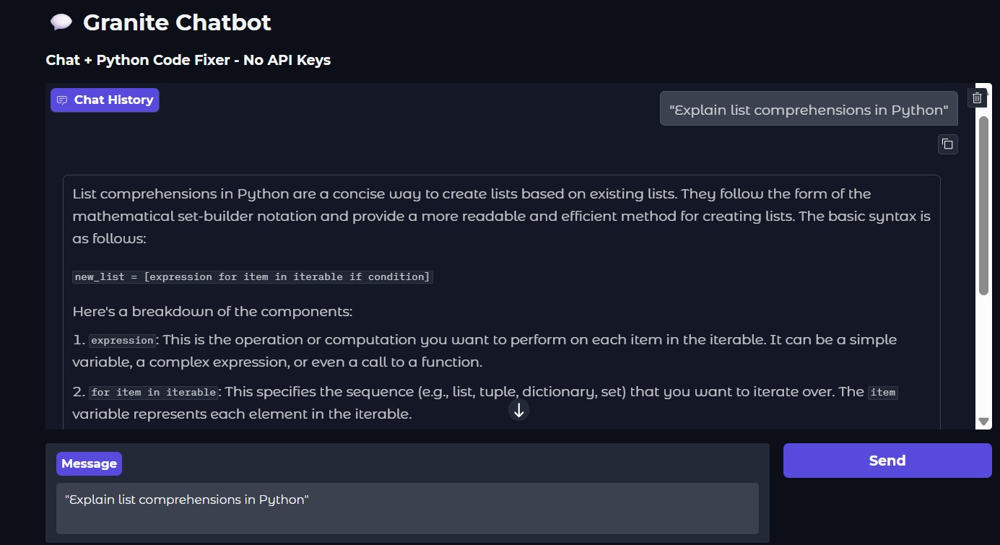 Granite Chatbot
Chat + Python Code Fixer - No API Keys
Chat History
"Explain list comprehensions in Python"
List comprehensions in Python are a concise way to create lists based on existing lists. They follow the form of the
mathematical set-builder notation and provide a more readable and efficient method for creating lists. The basic syntax is
as follows:
new_list = [expression for item in iterable if condition]
Here's a breakdown of the components:
1. expression: This is the operation or computation you want to perform on each item in the iterable. It can be a simple
variable, a complex expression, or even a call to a function.
2. for item in iterable: This specifies the sequence (e.g., list, tuple, dictionary, set) that you want to iterate over. The item
variable represents each element in the iterable.
Message
"Explain list comprehensions in Python"
Send